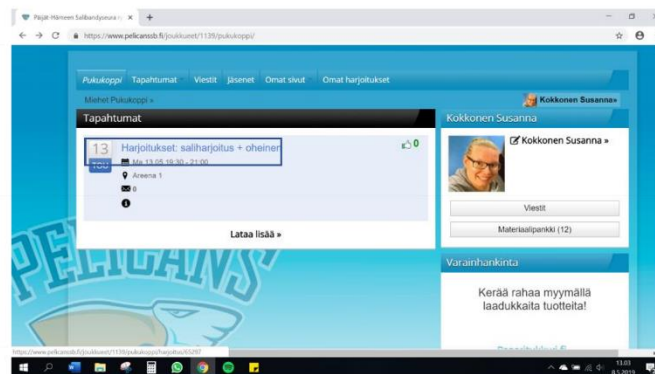 Päijät-Hämeen Salibandyseura r
https://www.pelicanssb.fi/joukkueet/1139/pukukoppi/
Pukukoppi Tapahtumat Viestit Jäsenet Omat sivut Omat harjoitukset
Miehet Pukukoppi »
Kokkonen Susanna»
Tapahtumat
Kokkonen Susanna
13
TOU
Harjoitukset: saliharjoitus + oheinen
Ma 13.05 19:30 - 21:00
Areena 1
0
0
Kokkonen Susanna »
Viestit
Materiaalipankki (12)
Lataa lisää »
PELICANS
Varainhankinta
Kerää rahaa myymällä
laadukkaita tuotteita!
https://www.pelicanssb.fi/joukkueet/1139/pukukoppi/harjoitus/
13.03
8.5.2019